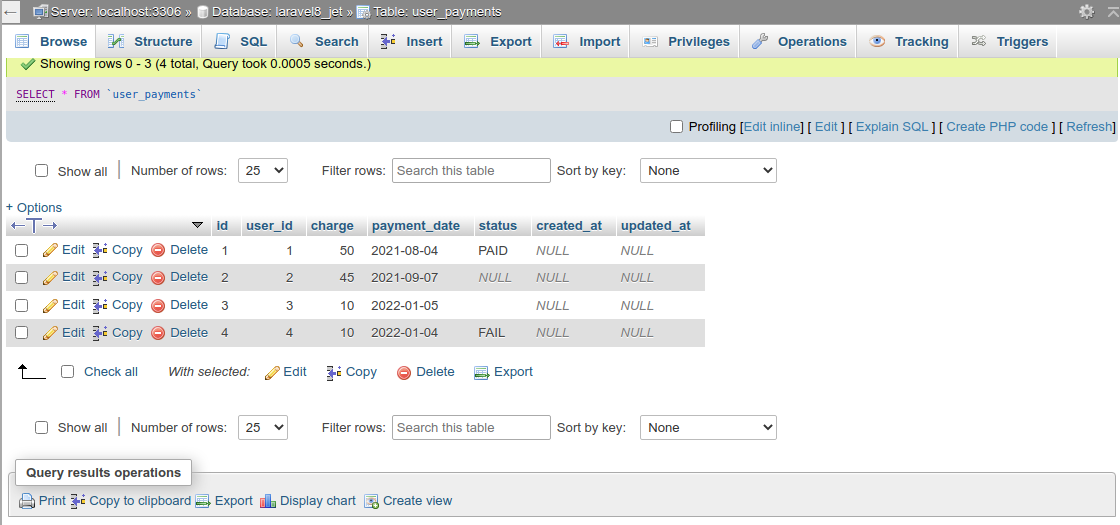 Server: localhost:3306 » Database: laravel8_jet » Table: user_payments
Browse Structure SQL Search Insert Export Import Privileges Operations Tracking Triggers
Showing rows 0 - 3 (4 total, Query took 0.0005 seconds.)
SELECT * FROM `user_payments`
Profiling [Edit inline] [ Edit ] [ Explain SQL ] [ Create PHP code ] [ Refresh]
Show all Number of rows: 25 Filter rows: Search this table Sort by key: None
+ Options
←T→ id user_id charge payment_date status created_at updated_at
Edit Copy Delete 1 1 50 2021-08-04 PAID NULL NULL
Edit Copy Delete 2 2 45 2021-09-07 NULL NULL NULL
Edit Copy Delete 3 3 10 2022-01-05 NULL NULL
Edit Copy Delete 4 4 10 2022-01-04 FAIL NULL NULL
Check all With selected: Edit Copy Delete Export
Show all Number of rows: 25 Filter rows: Search this table Sort by key: None
Query results operations
Print Copy to clipboard Export Display chart Create view